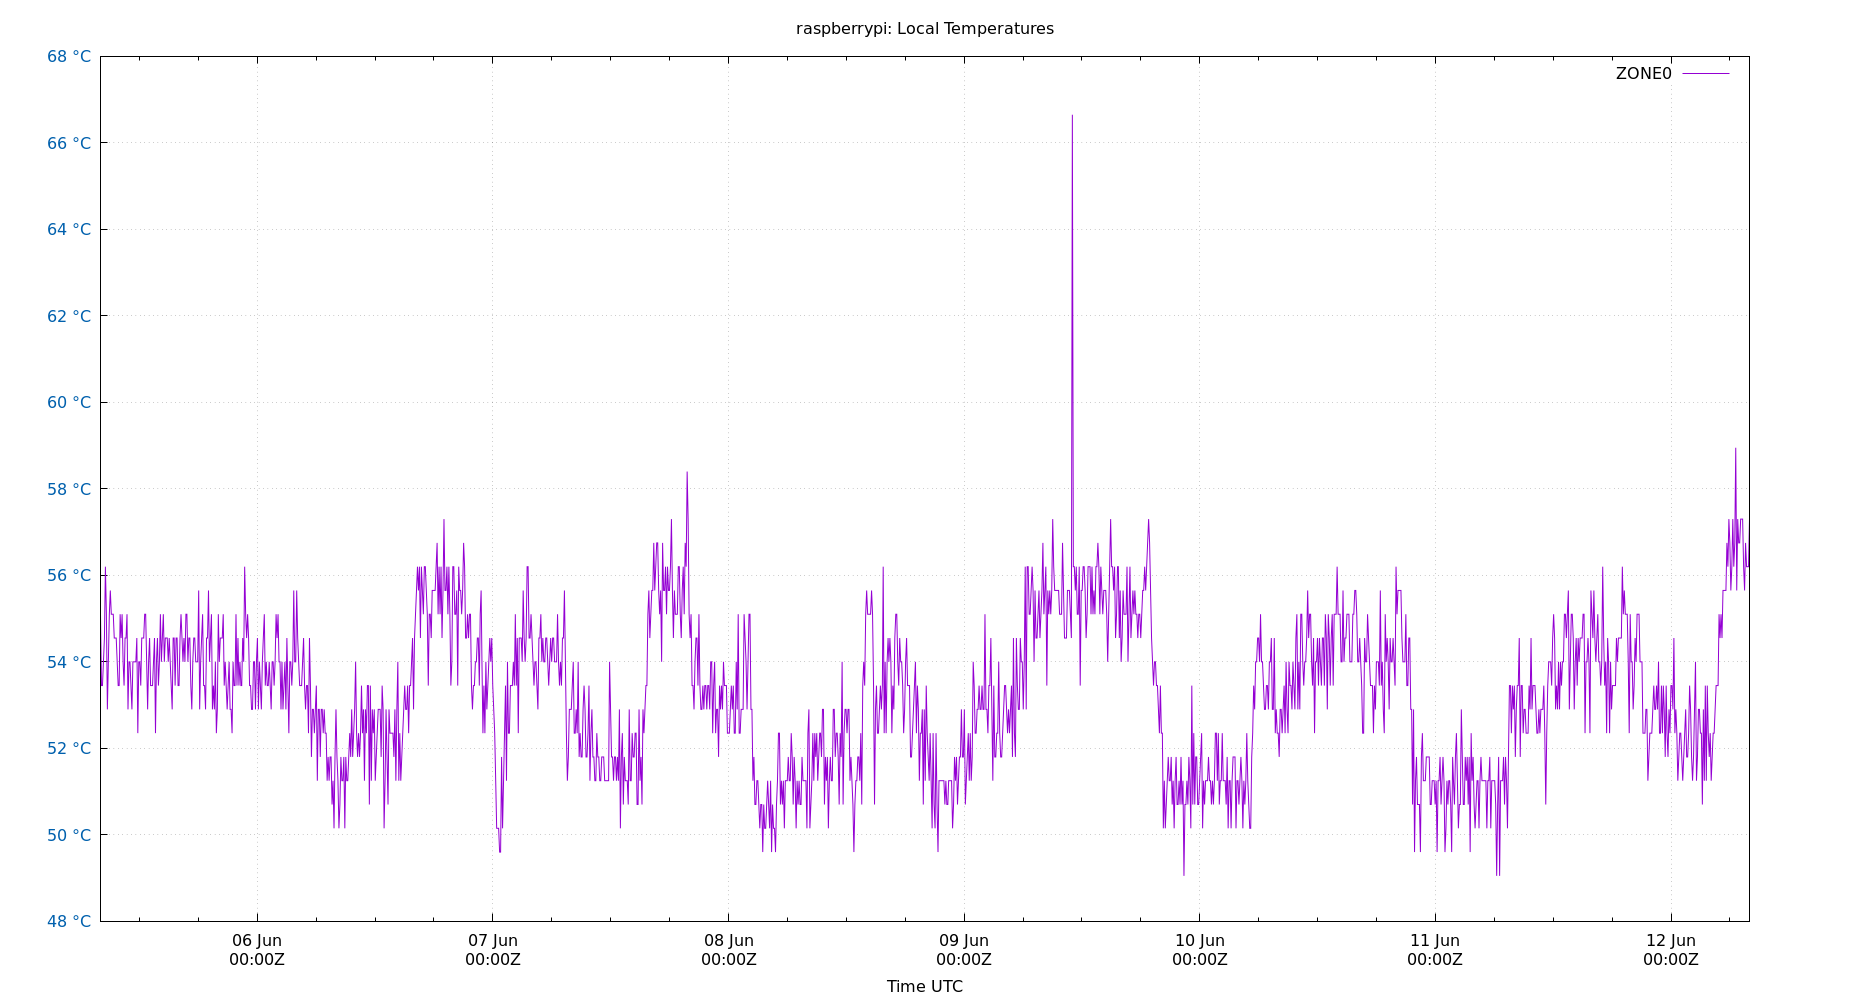 raspberrypi: Local Temperatures
68 °C
ZONE0
66 °C
64 °C
62 °C
60 °C
58 °C
56 °C
54 °C
52 °C
50 °C
48 °C
06 Jun 07 Jun 08 Jun 09 Jun 10 Jun 11 Jun 12 Jun
00:00Z 00:00Z 00:00Z 00:00Z 00:00Z 00:00Z 00:00Z
Time UTC